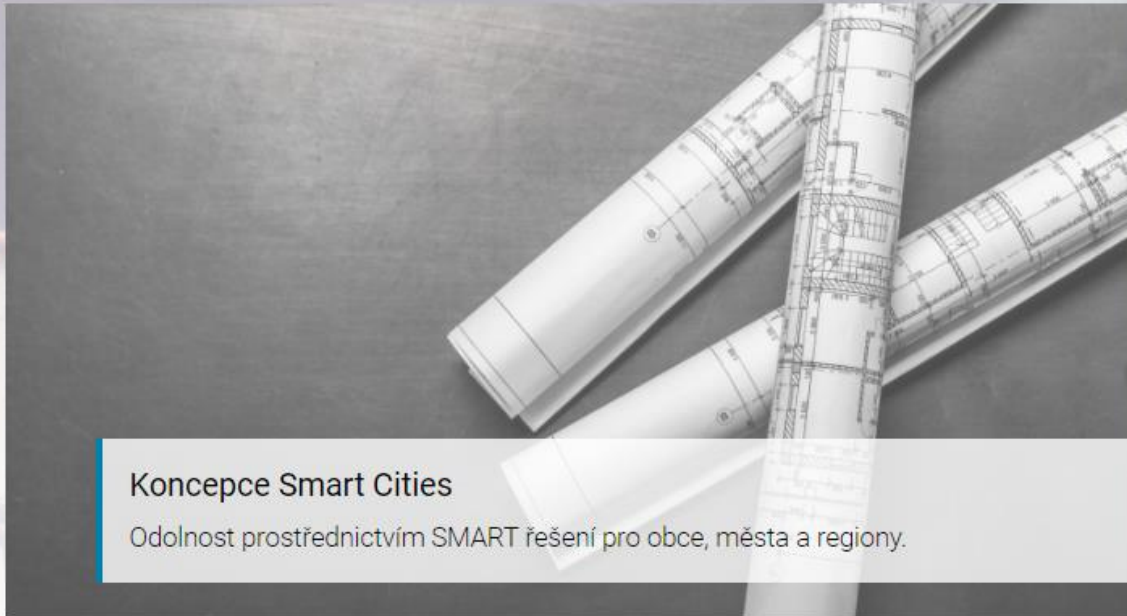 Koncepce Smart Cities
Odolnost prostřednictvím SMART řešení pro obce, města a regiony.